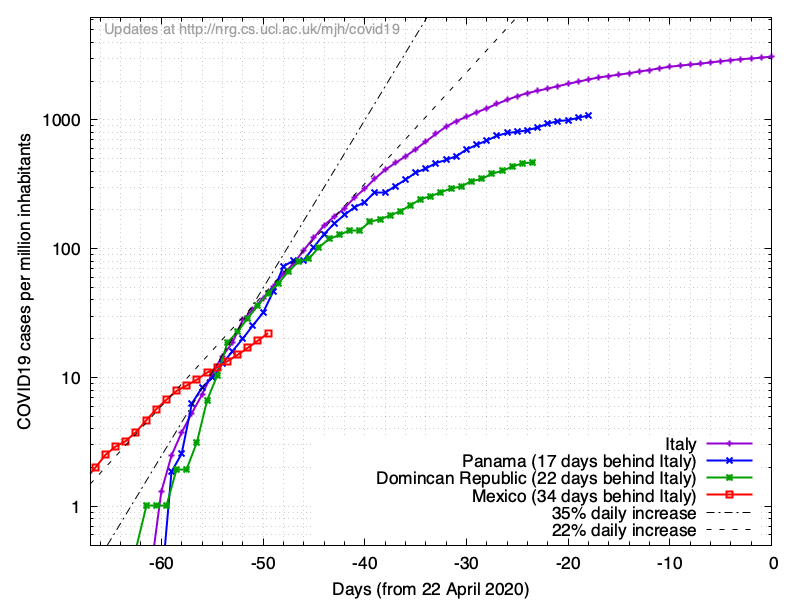 Updates at http://nrg.cs.ucl.ac.uk/mjh/covid19
COVID19 cases per million inhabitants
1000
100
10
1
Italy
Panama (17 days behind Italy)
Domincan Republic (22 days behind Italy)
Mexico (34 days behind Italy)
35% daily increase
22% daily increase
-60 -50 -40 -30 -20 -10 0
Days (from 22 April 2020)